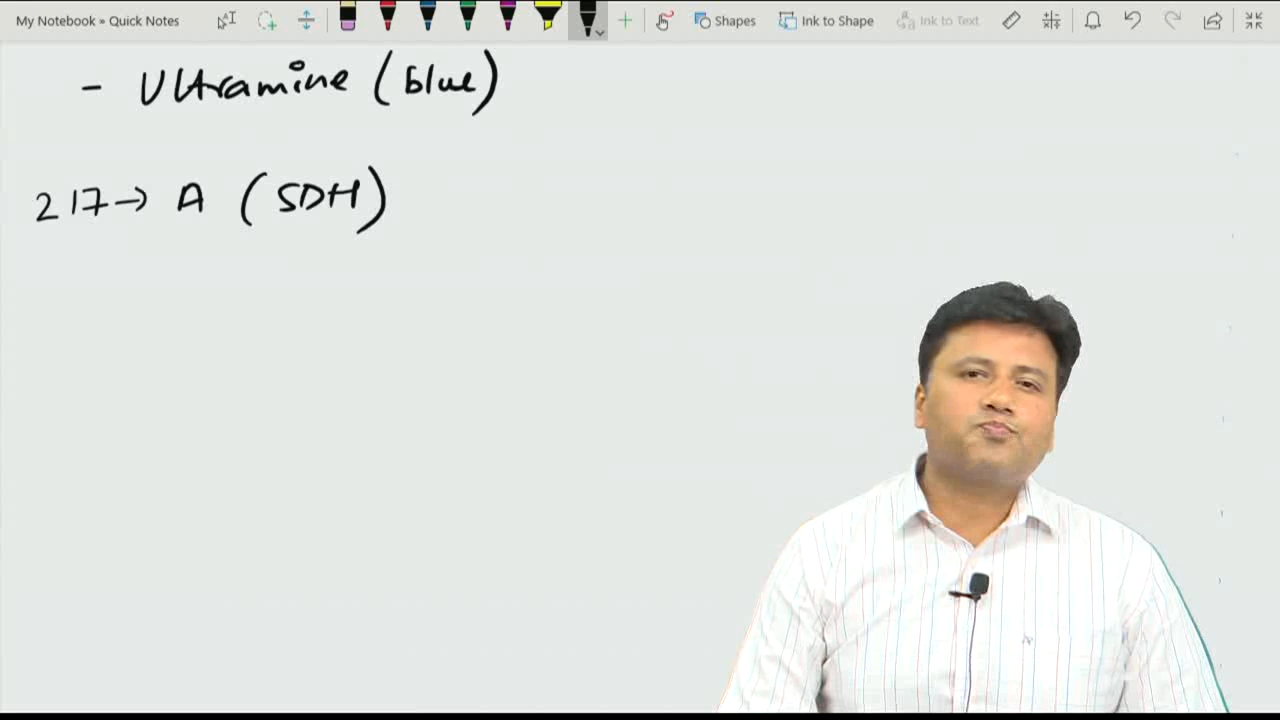 My Notebook » Quick Notes
Shapes
Ink to Shape
Ink to Text
- Ultramine (blue)
217→ A (SDH)